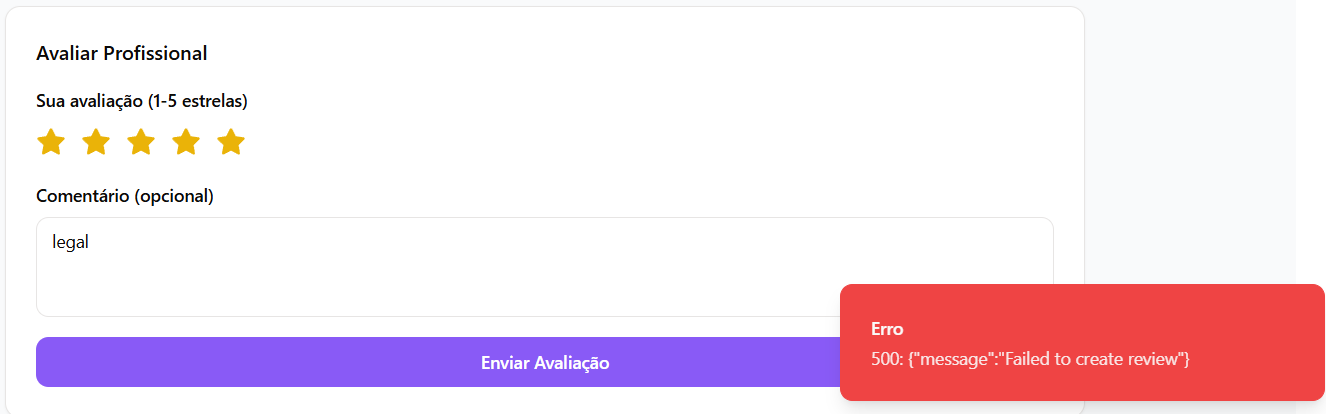 Avaliar Profissional
Sua avaliação (1-5 estrelas)
Comentário (opcional)
legal
Enviar Avaliação
Erro
500: {"message":"Failed to create review"}